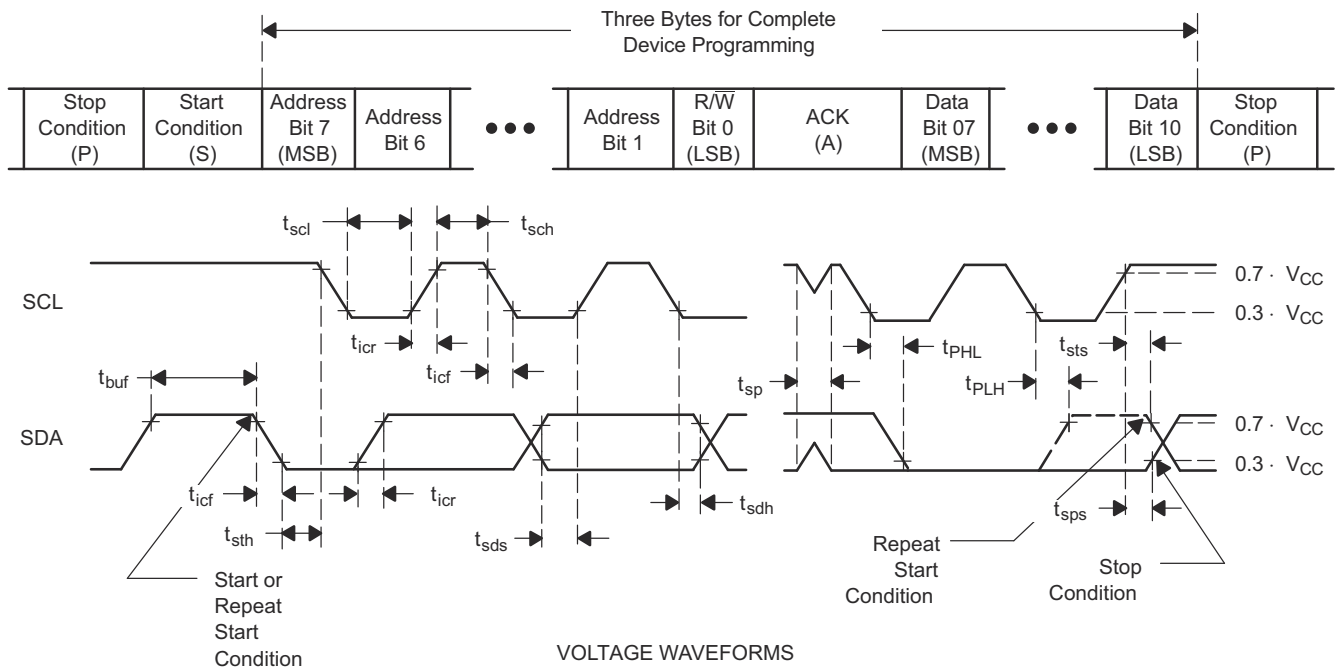 Three Bytes for Complete
Device Programming
Stop
Condition
(P)
Start
Condition
(S)
Address
Bit 7
(MSB)
Address
Bit 6
•••
Address
Bit 1
R/W̅
Bit 0
(LSB)
ACK
(A)
Data
Bit 07
(MSB)
•••
Data
Bit 10
(LSB)
Stop
Condition
(P)
tscl
tsch
SCL
0.7 · VCC
0.3 · VCC
ticr
ticf
tbuf
tsp
tPHL
tPLH
tsts
SDA
0.7 · VCC
0.3 · VCC
ticf
ticr
tsth
tsds
tsdh
tsps
Start or
Repeat
Start
Condition
Repeat
Start
Condition
Stop
Condition
VOLTAGE WAVEFORMS